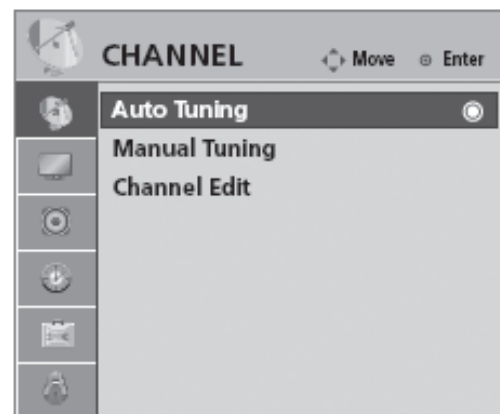 CHANNEL Move Enter
Auto Tuning
Manual Tuning
Channel Edit